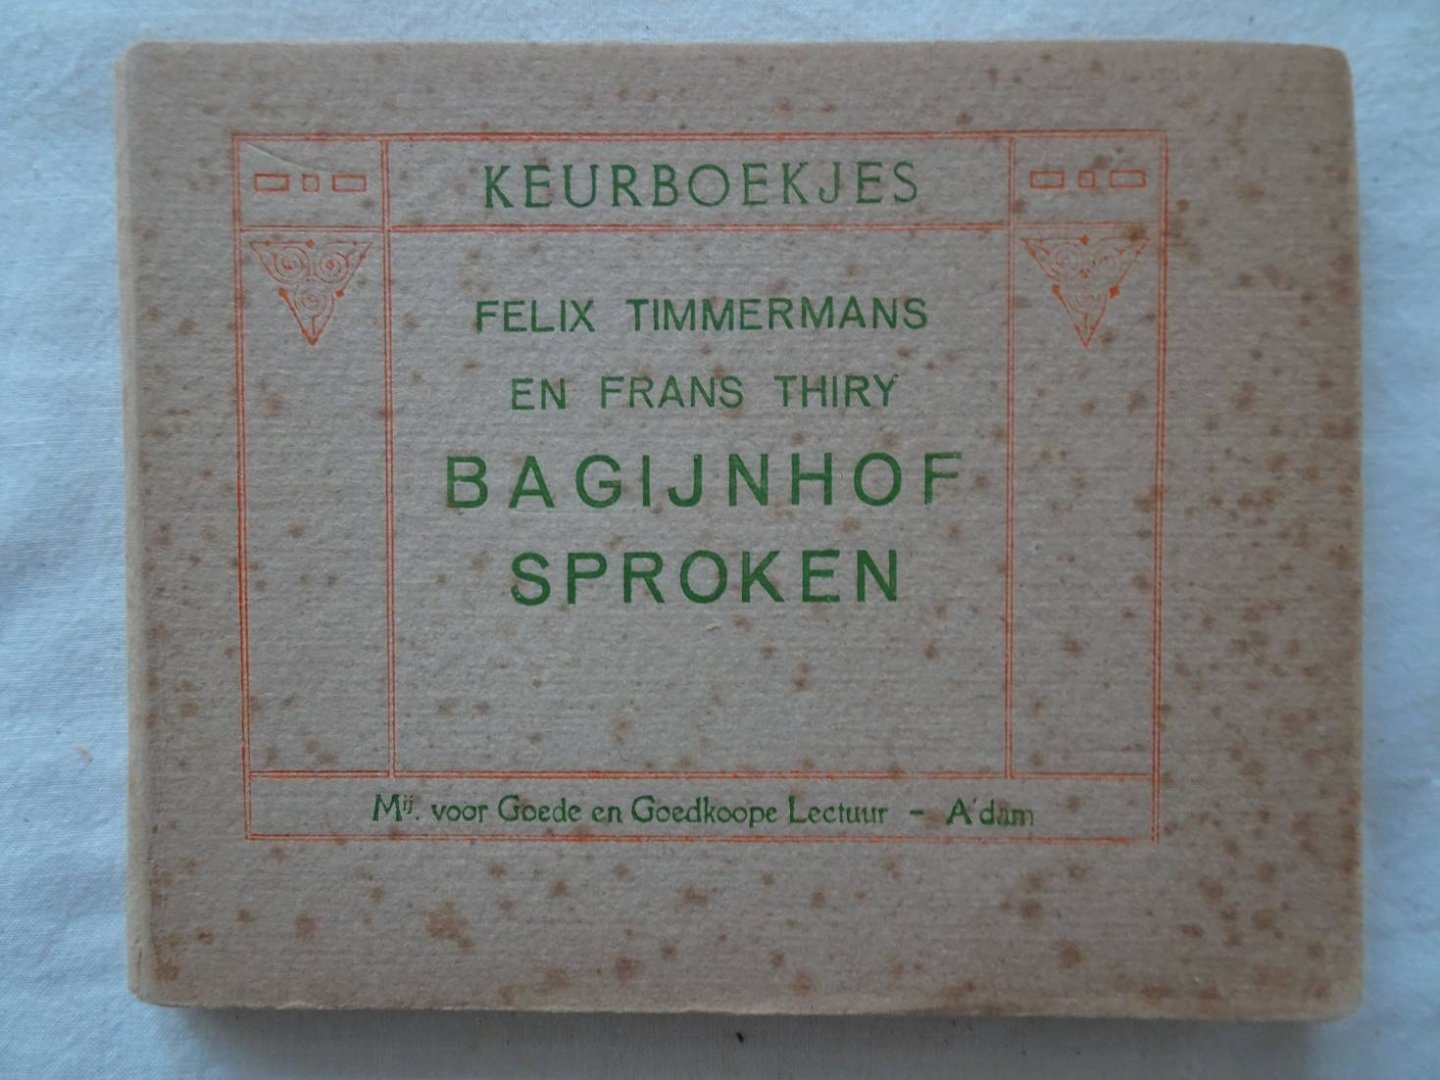 KEURBOEKJES
FELIX TIMMERMANS
EN FRANS THIRY
BAGIJNHOF
SPROKEN
Mij. voor Goede en Goedkoope Lectuur – A'dam